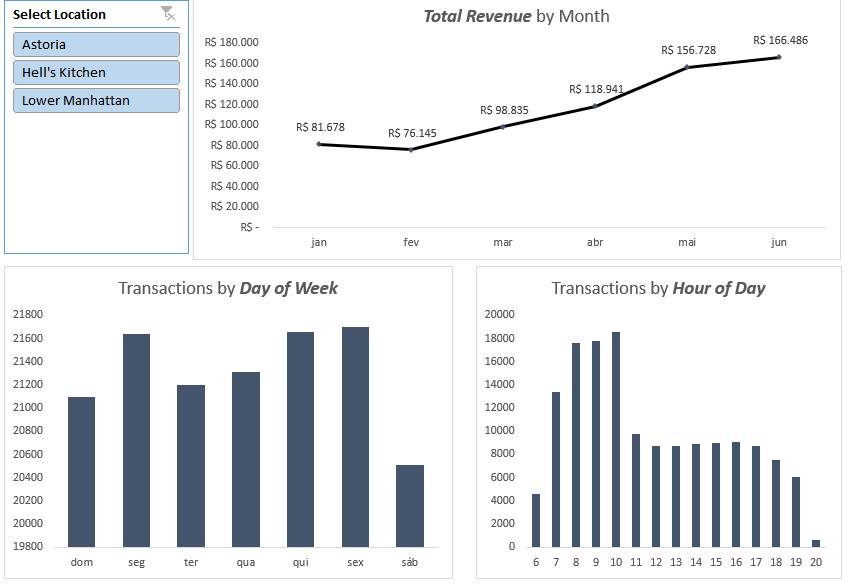 Select Location
Astoria
Hell's Kitchen
Lower Manhattan
Total Revenue by Month
R$ 180.000
R$ 160.000
R$ 140.000
R$ 120.000
R$ 100.000
R$ 80.000
R$ 60.000
R$ 40.000
R$ 20.000
R$ -
R$ 81.678
R$ 76.145
R$ 98.835
R$ 118.941
R$ 156.728
R$ 166.486
jan fev mar abr mai jun
Transactions by Day of Week
21800
21600
21400
21200
21000
20800
20600
20400
20200
20000
19800
dom seg ter qua qui sex sáb
Transactions by Hour of Day
20000
18000
16000
14000
12000
10000
8000
6000
4000
2000
0
6 7 8 9 10 11 12 13 14 15 16 17 18 19 20